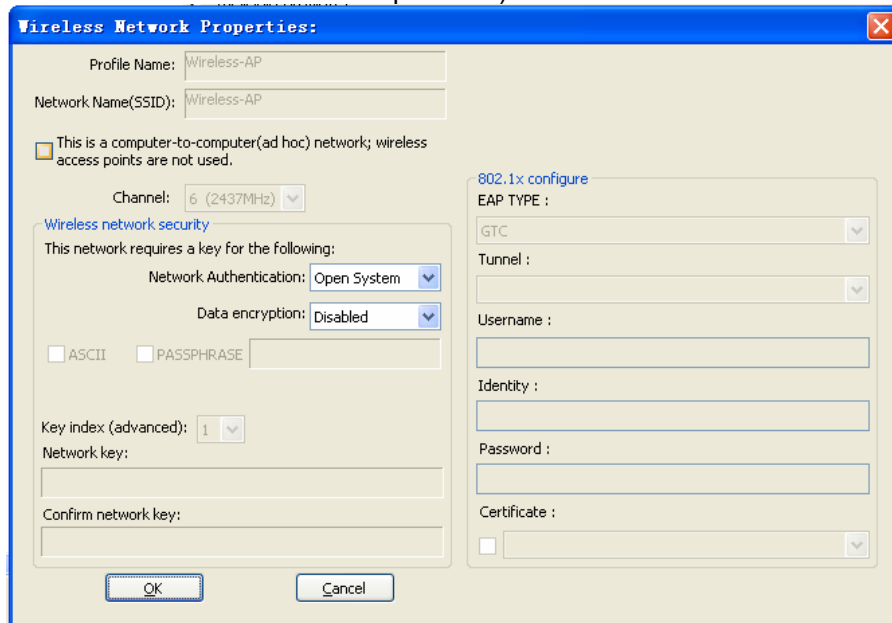 Wireless Network Properties:
Profile Name: Wireless-AP
Network Name(SSID): Wireless-AP
This is a computer-to-computer(ad hoc) network; wireless
access points are not used.
Channel: 6 (2437MHz)
Wireless network security
This network requires a key for the following:
Network Authentication: Open System
Data encryption: Disabled
ASCII PASSPHRASE
Key index (advanced): 1
Network key:
Confirm network key:
802.1x configure
EAP TYPE :
GTC
Tunnel :
Username :
Identity :
Password :
Certificate :
OK Cancel